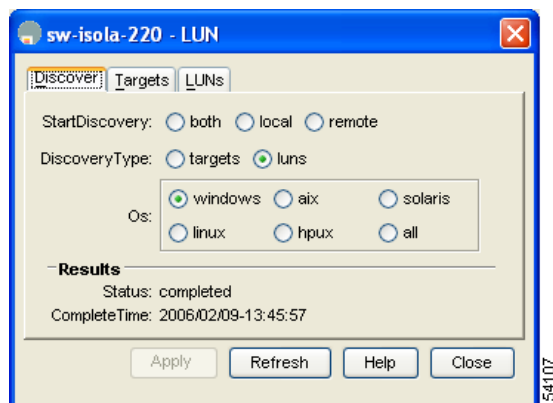 sw-isola-220 - LUN
Discover Targets LUNs
StartDiscovery: both local remote
DiscoveryType: targets luns
Os: windows aix solaris
linux hpux all
Results
Status: completed
CompleteTime: 2006/02/09-13:45:57
Apply Refresh Help Close
54107